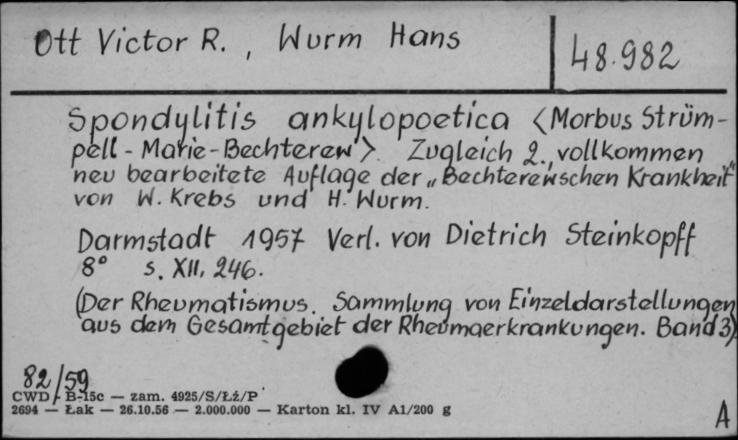 Ott Victor R. , Wurm Hans
48.982
Spondylitis ankylopoetica <Morbus Strüm-
pell - Marie - Bechterew>. Zugleich 2., vollkommen
neu bearbeitete Auflage der „Bechterewschen Krankheit"
von W. Krebs und H. Wurm.
Darmstadt 1957 Verl. von Dietrich Steinkopff
8° S. XII, 246.
(Der Rheumatismus. Sammlung von Einzeldarstellungen
aus dem Gesamtgebiet der Rheumaerkrankungen. Band 3)
82/59
CWD / B-15c — zam. 4925/S/Łż/P
2694 — Łak — 26.10.56 — 2.000.000 — Karton kl. IV A1/200 g
A